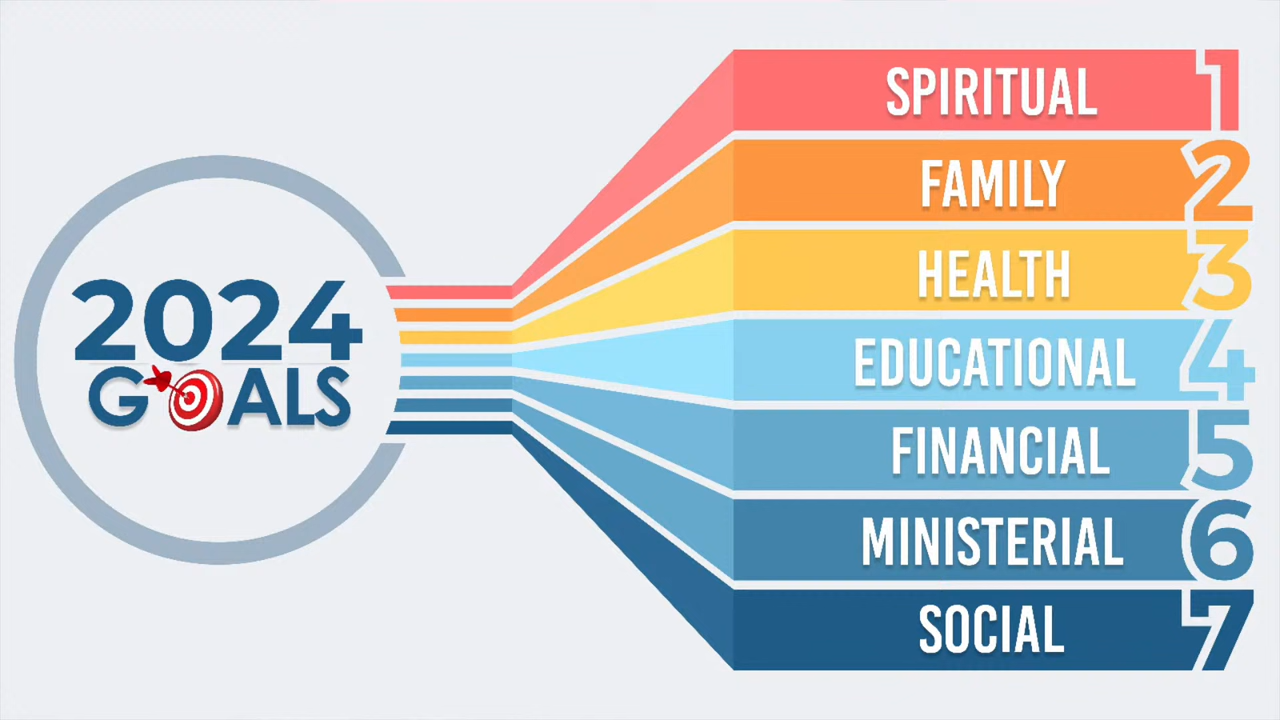 2024
GOALS
SPIRITUAL 1
FAMILY 2
HEALTH 3
EDUCATIONAL 4
FINANCIAL 5
MINISTERIAL 6
SOCIAL 7